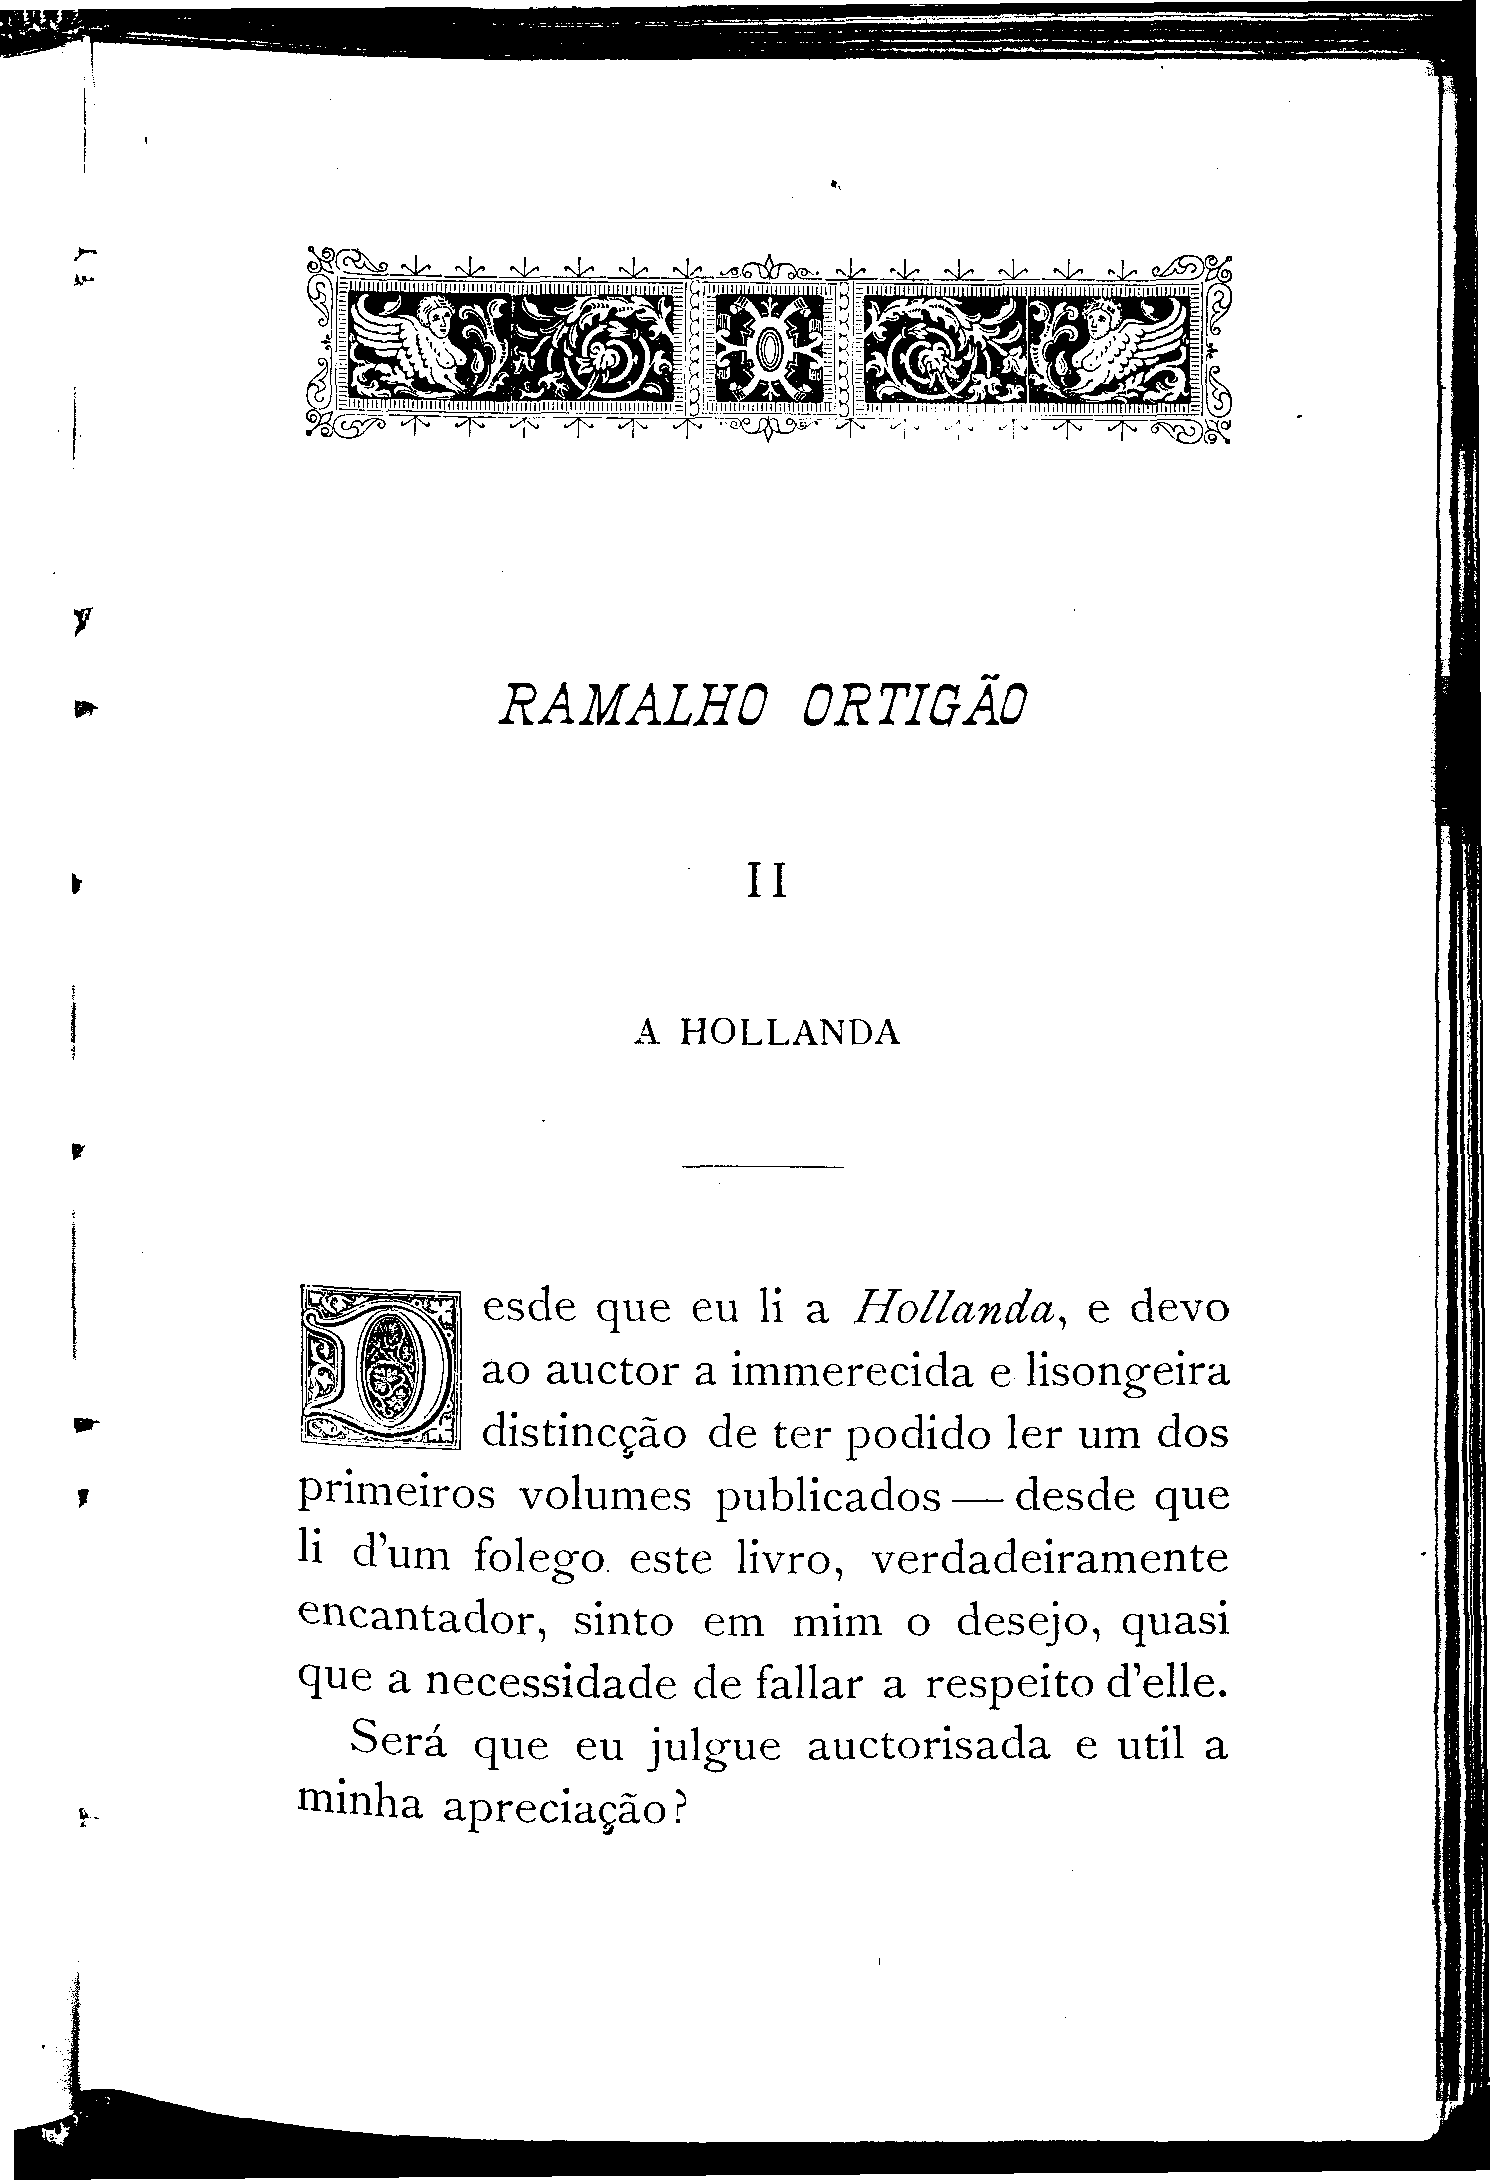 RAMALHO ORTIGÃO
II
A HOLLANDA
Desde que eu li a Hollanda, e devo
ao auctor a immerecida e lisongeira
distincção de ter podido ler um dos
primeiros volumes publicados — desde que
li d'um folego este livro, verdadeiramente
encantador, sinto em mim o desejo, quasi
que a necessidade de fallar a respeito d'elle.
Será que eu julgue auctorisada e util a
minha apreciação?